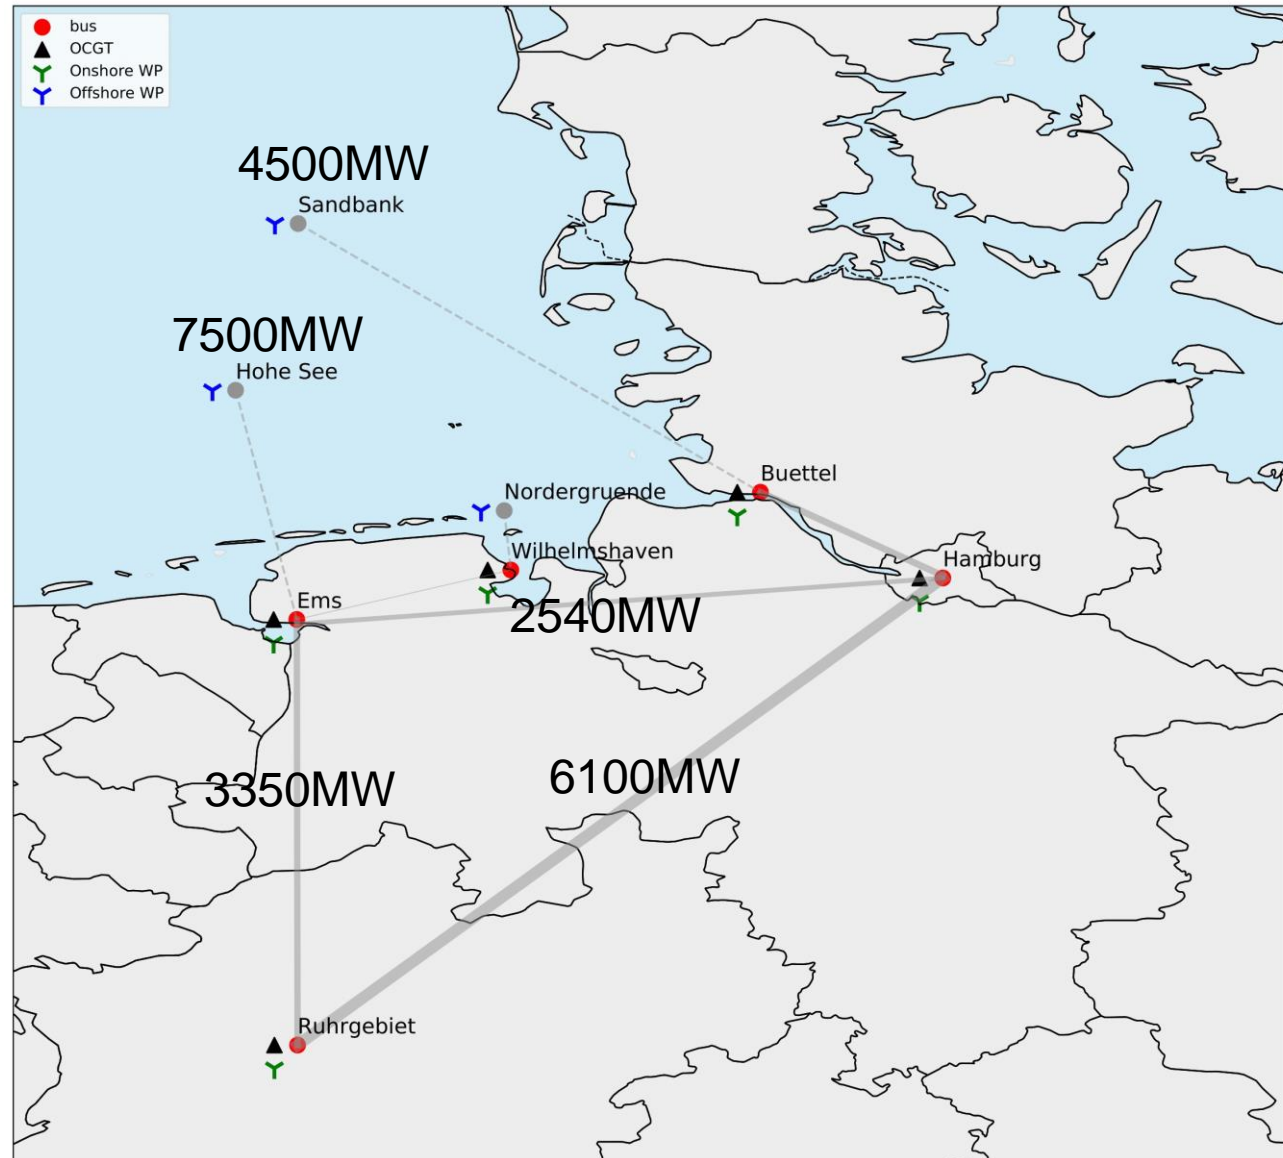 bus
OCGT
Onshore WP
Offshore WP
4500MW
Sandbank
7500MW
Hohe See
Buettel
Nordergruende
Wilhelmshaven
Hamburg
Ems
2540MW
3350MW
6100MW
Ruhrgebiet